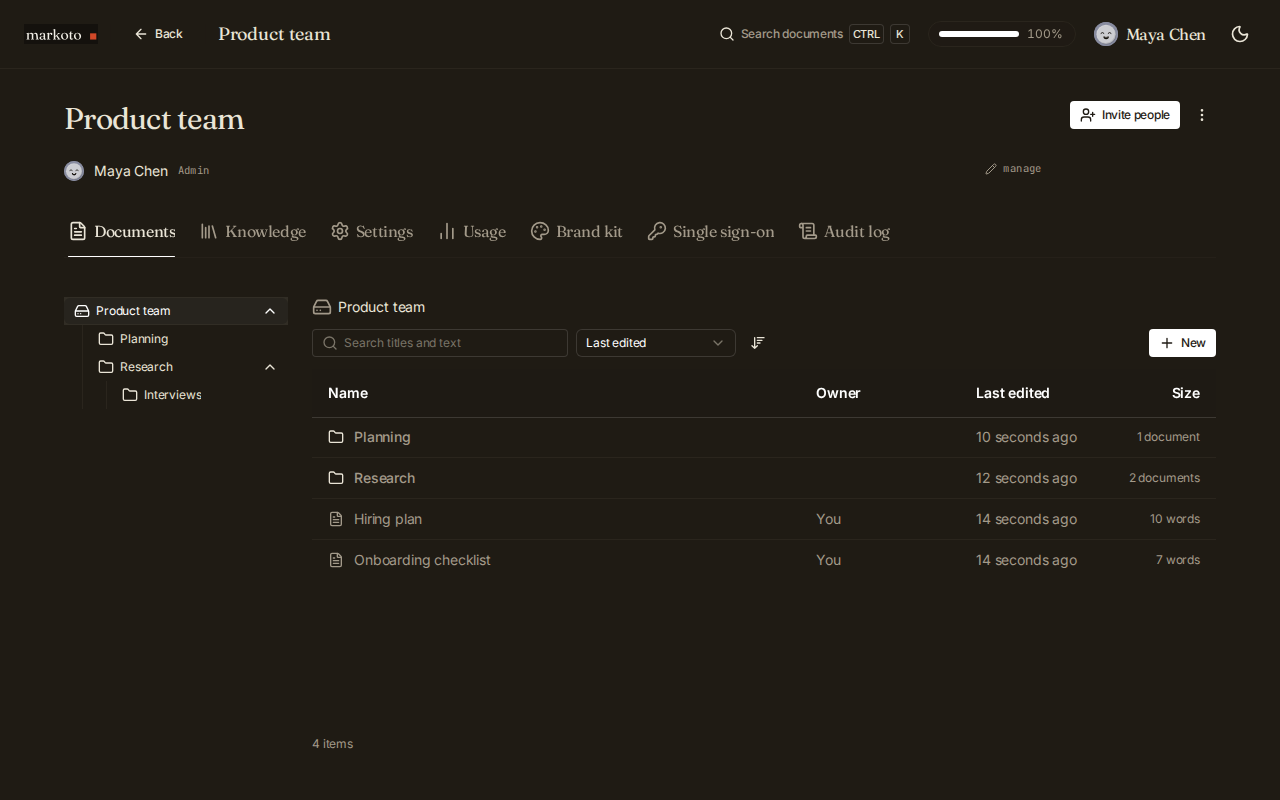 markoto
Back
Product team
Search documents CTRL K
100%
Maya Chen
Product team
Invite people
Maya Chen Admin
manage
Documents
Knowledge
Settings
Usage
Brand kit
Single sign-on
Audit log
Product team
Planning
Research
Interviews
Product team
Search titles and text
Last edited
New
Name Owner Last edited Size
Planning 10 seconds ago 1 document
Research 12 seconds ago 2 documents
Hiring plan You 14 seconds ago 10 words
Onboarding checklist You 14 seconds ago 7 words
4 items